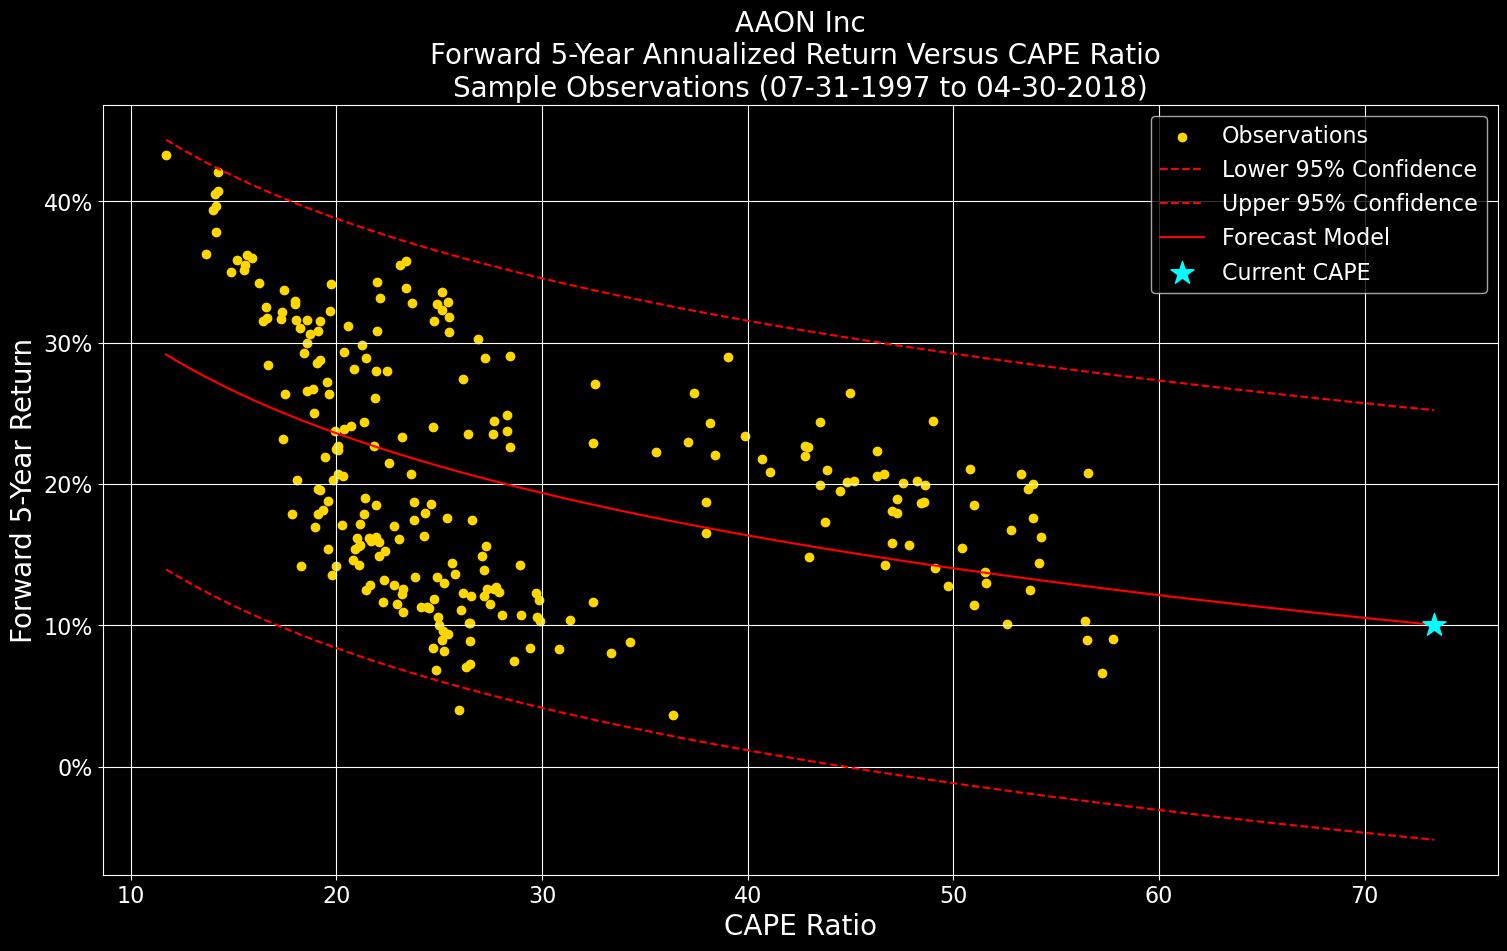 AAON Inc
Forward 5-Year Annualized Return Versus CAPE Ratio
Sample Observations (07-31-1997 to 04-30-2018)
Observations
Lower 95% Confidence
Upper 95% Confidence
Forecast Model
Current CAPE
Forward 5-Year Return
40%
30%
20%
10%
0%
10 20 30 40 50 60 70
CAPE Ratio